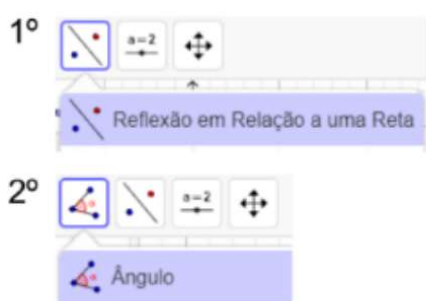 1º
a=2
Reflexão em Relação a uma Reta
2º
a=2
Ângulo